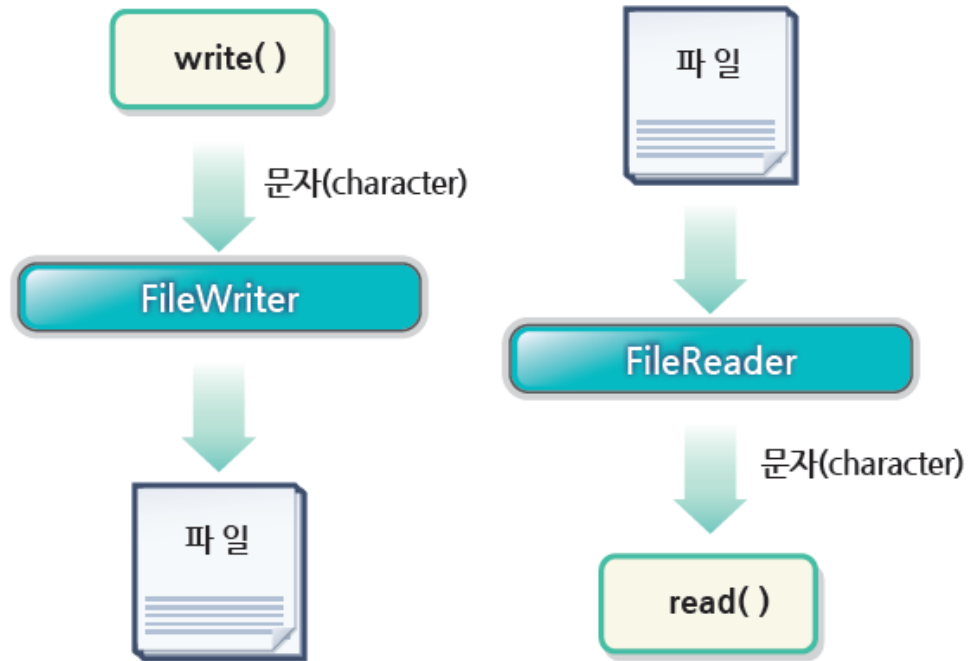 write( )
문자(character)
FileWriter
파 일
파 일
FileReader
문자(character)
read( )